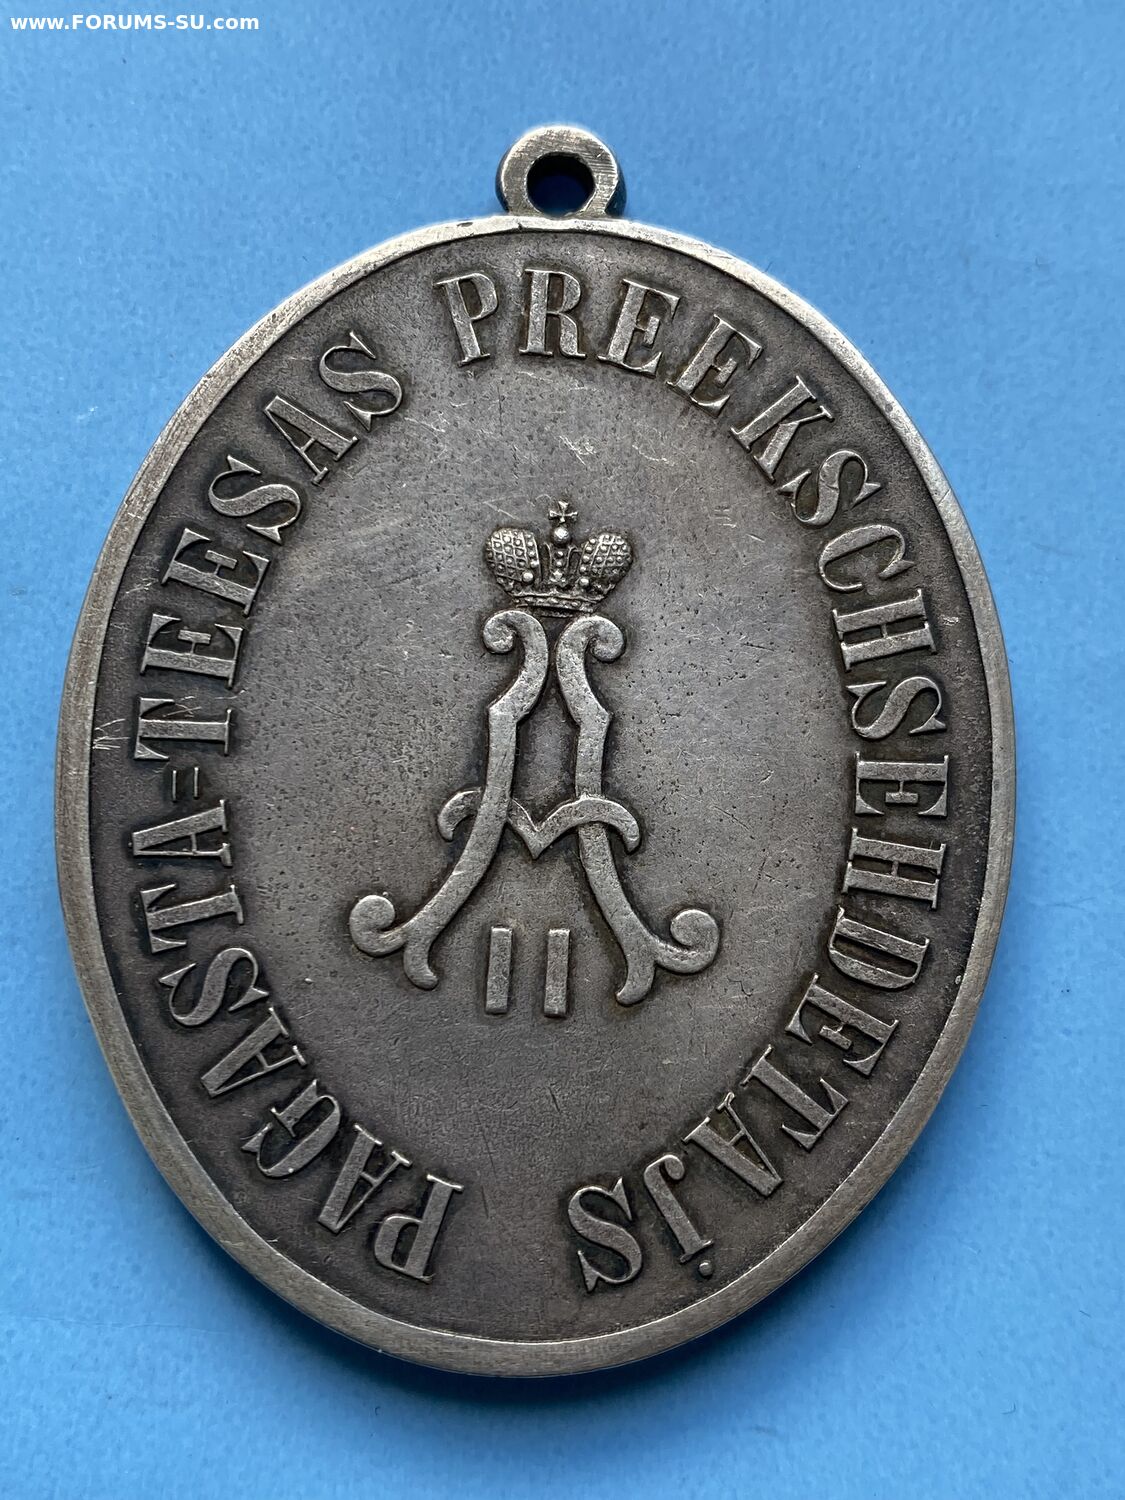 www.FORUMS-SU.com
PAGASTA=TEESAS PREEKSCHSEHDETAJS
A
II